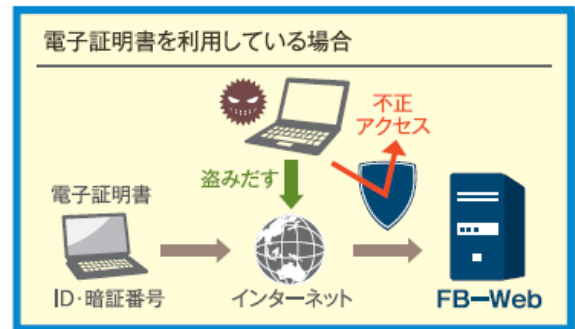 電子証明書を利用している場合
不正
アクセス
盗みだす
電子証明書
ID・暗証番号
インターネット
FB-Web